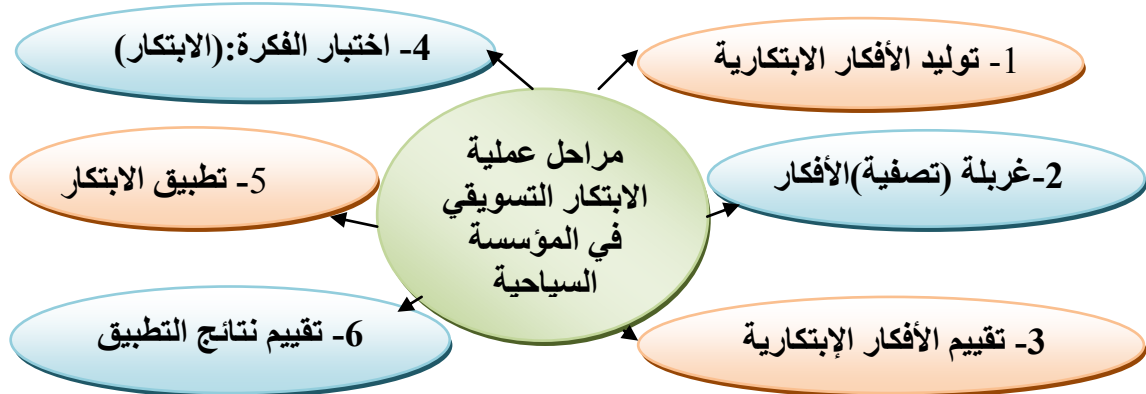 مراحل عملية
الابتكار التسويقي
في المؤسسة
السياحية
1- توليد الأفكار الابتكارية
2-غربلة (تصفية)الأفكار
3- تقييم الأفكار الإبتكارية
4- اختبار الفكرة:(الابتكار)
5- تطبيق الابتكار
6- تقييم نتائج التطبيق